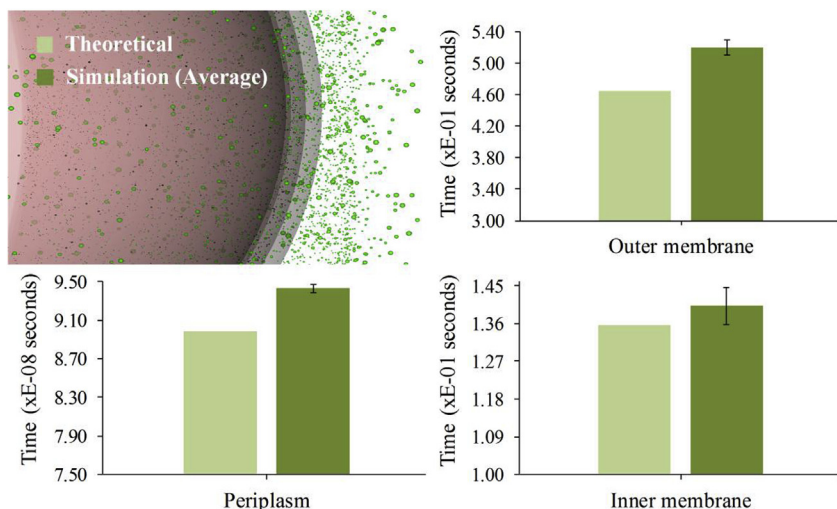 Theoretical
Simulation (Average)
Time (xE-01 seconds)
5.40
5.00
4.60
4.20
3.80
3.40
3.00
Outer membrane
Time (xE-08 seconds)
9.50
9.10
8.70
8.30
7.90
7.50
Periplasm
Time (xE-01 seconds)
1.45
1.36
1.27
1.18
1.09
1.00
Inner membrane